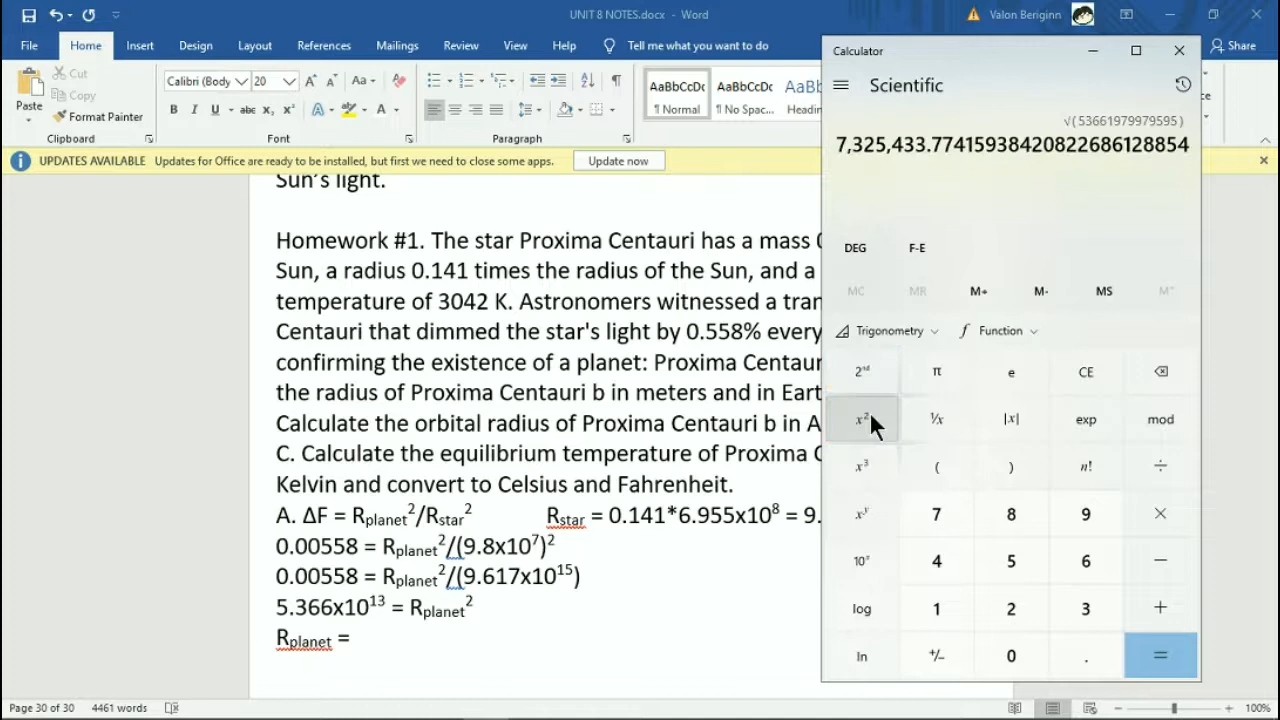 UNIT 8 NOTES.docx - Word
Valon Beriginn
File Home Insert Design Layout References Mailings Review View Help Tell me what you want to do Share
Paste
Cut
Copy
Format Painter
Clipboard
Calibri (Body 20
Font
Paragraph
AaBbCcDc AaBbCcDc AaBbC
¶ Normal ¶ No Spac... Heading
UPDATES AVAILABLE Updates for Office are ready to be installed, but first we need to close some apps. Update now
Sun's light.
Homework #1. The star Proxima Centauri has a mass 0
Sun, a radius 0.141 times the radius of the Sun, and a
temperature of 3042 K. Astronomers witnessed a tran
Centauri that dimmed the star's light by 0.558% every
confirming the existence of a planet: Proxima Centaur
the radius of Proxima Centauri b in meters and in Eart
Calculate the orbital radius of Proxima Centauri b in A
C. Calculate the equilibrium temperature of Proxima C
Kelvin and convert to Celsius and Fahrenheit.
A. ΔF = Rplanet²/Rstar² Rstar = 0.141*6.955x10⁸ = 9.
0.00558 = Rplanet²/(9.8x10⁷)²
0.00558 = Rplanet²/(9.617x10¹⁵)
5.366x10¹³ = Rplanet²
Rplanet =
Calculator
Scientific
√(53661979979595)
7,325,433.7741593842082268612 8854
DEG F-E
MC MR M+ M- MS M˅
Trigonometry Function
2ⁿᵈ π e CE
x² ¹/x |x| exp mod
x³ ( ) n! ÷
xʸ 7 8 9 ×
10ˣ 4 5 6 −
log 1 2 3 +
ln +/− 0 . =
Page 30 of 30 4461 words
100%